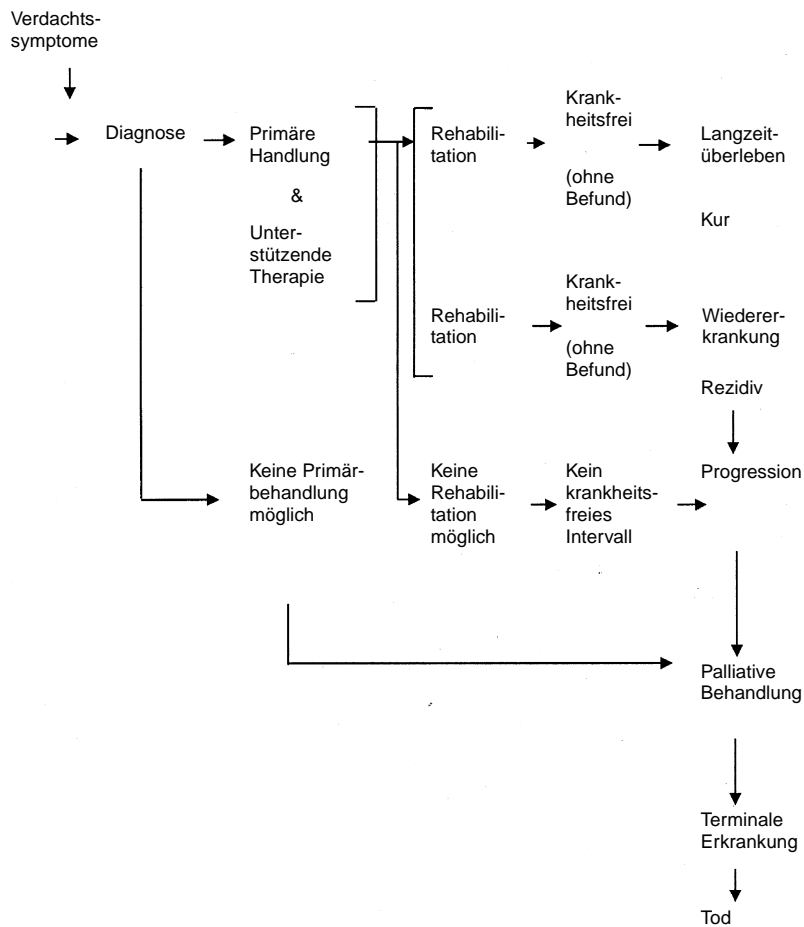 Verdachts-
symptome
Diagnose
Primäre
Handlung
&
Unter-
stützende
Therapie
Rehabili-
tation
Krank-
heitsfrei
(ohne
Befund)
Langzeit-
überleben
Kur
Rehabili-
tation
Krank-
heitsfrei
(ohne
Befund)
Wiederer-
krankung
Rezidiv
Keine Primär-
behandlung
möglich
Keine
Rehabili-
tation
möglich
Kein
krankheits-
freies
Intervall
Progression
Palliative
Behandlung
Terminale
Erkrankung
Tod